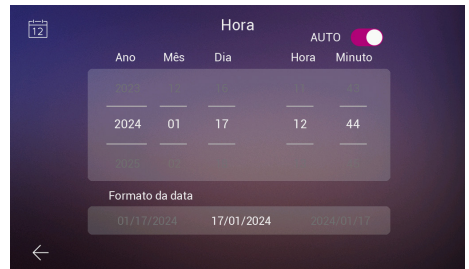 12
Hora
AUTO
Ano Mês Dia Hora Minuto
2024 01 17 12 44
Formato da data
01/17/2024 17/01/2024 2024/01/17